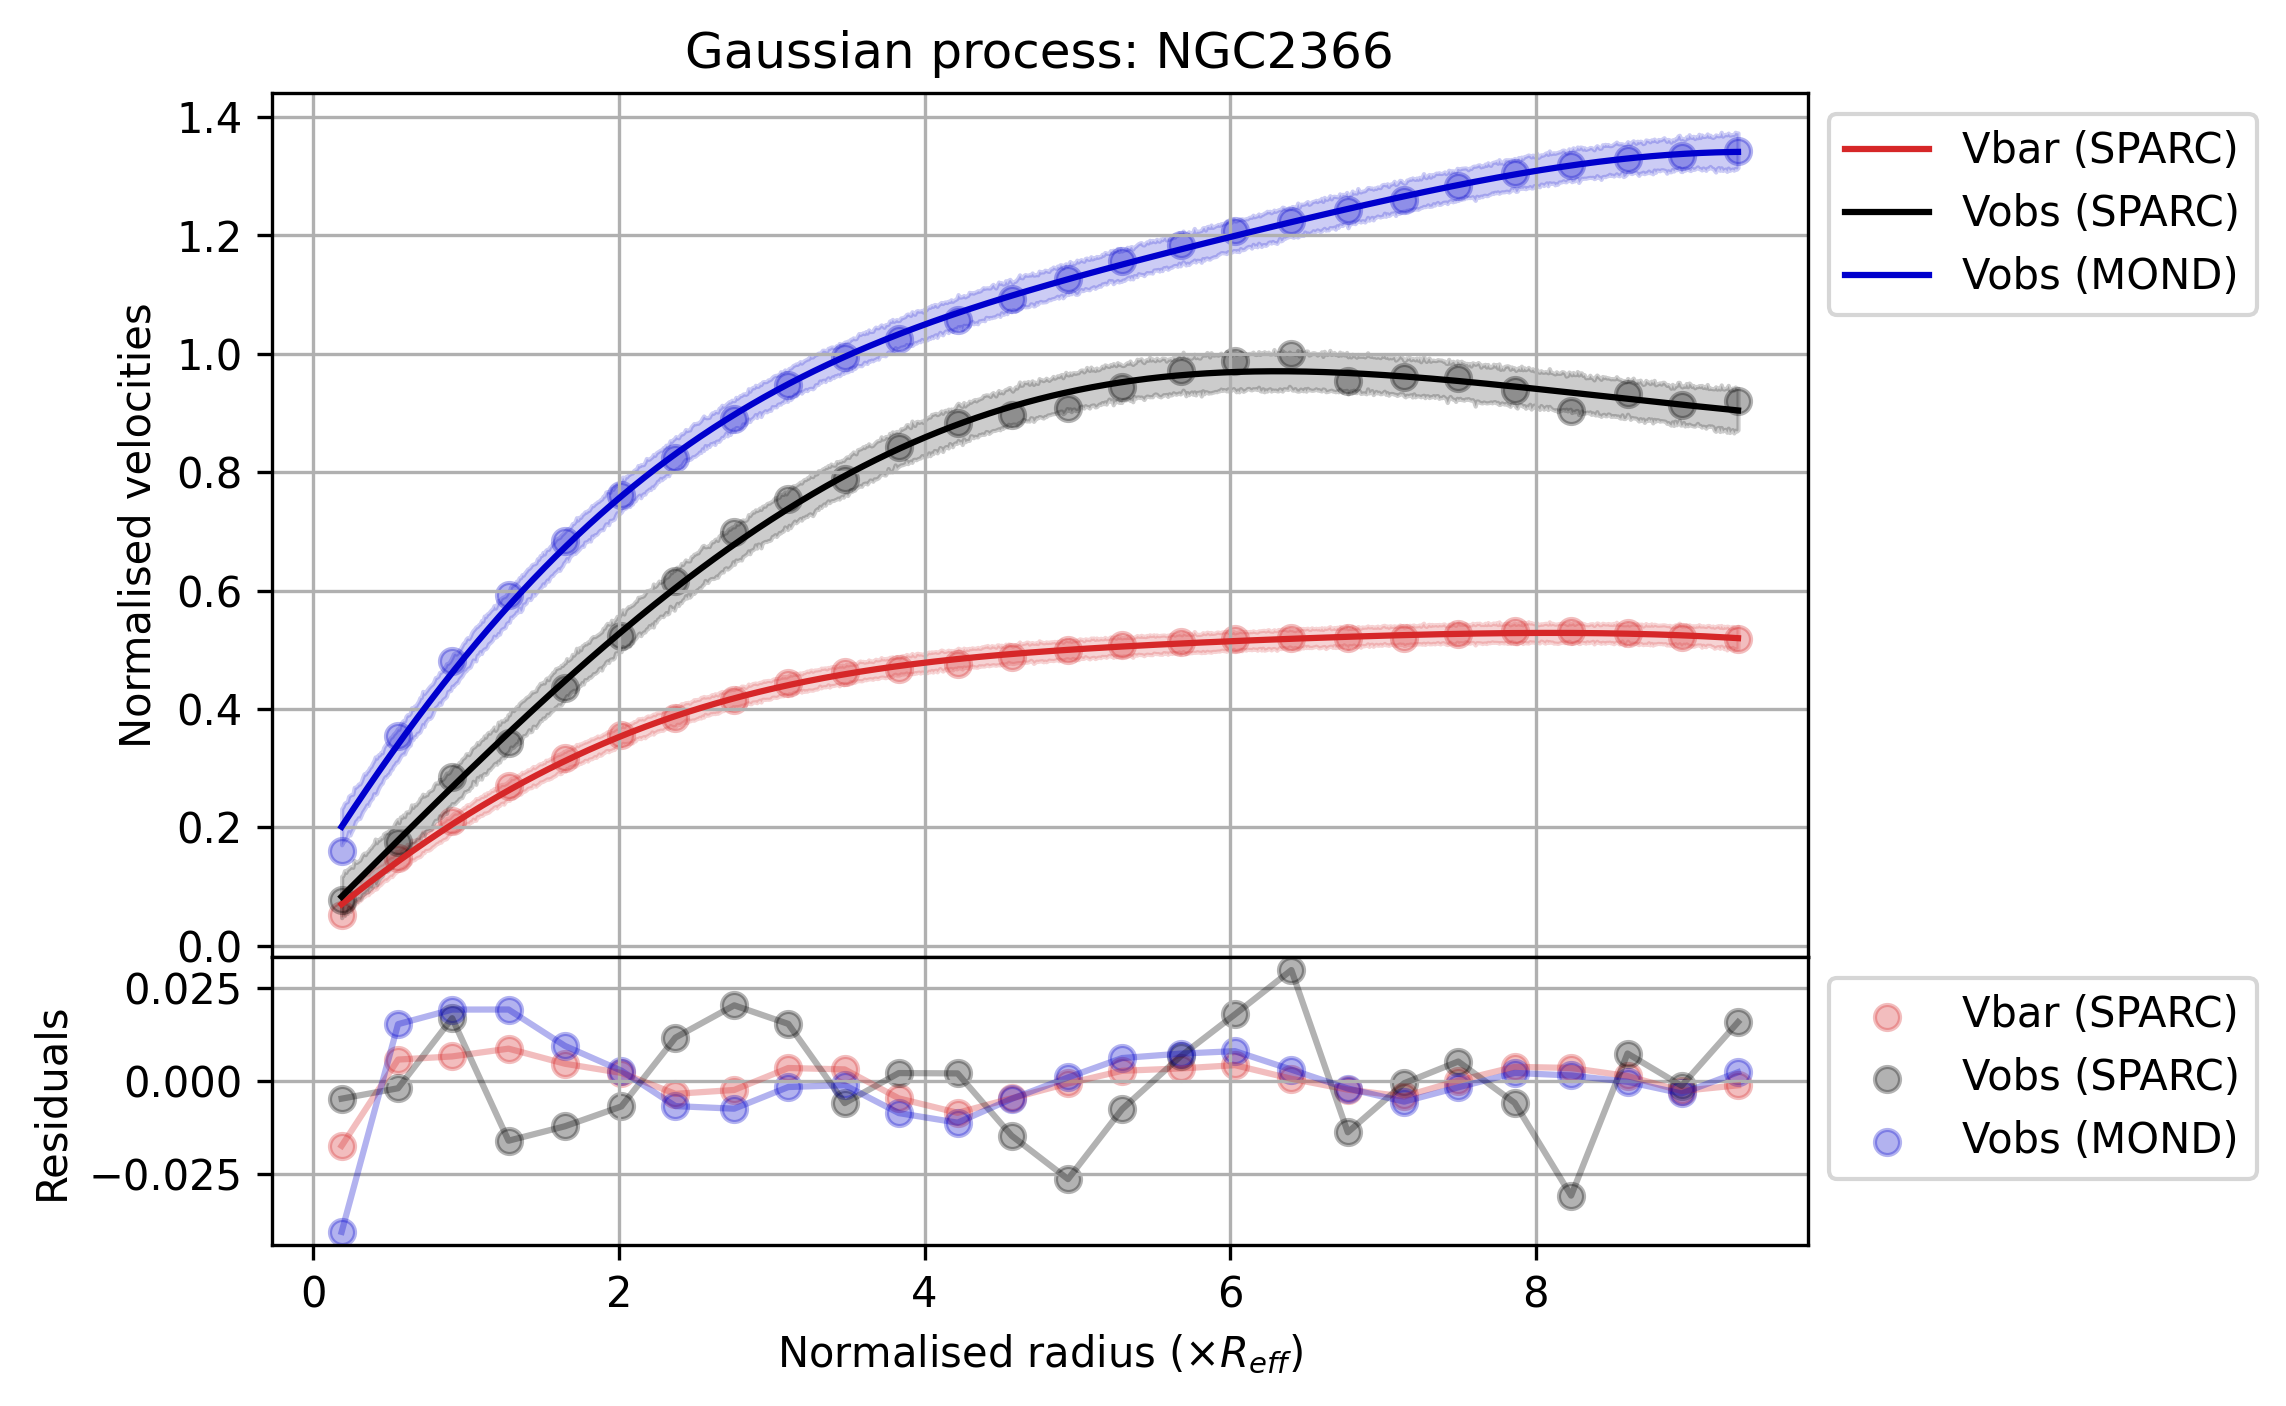 Gaussian process: NGC2366
Normalised velocities
1.4
1.2
1.0
0.8
0.6
0.4
0.2
0.0
Vbar (SPARC)
Vobs (SPARC)
Vobs (MOND)
Residuals
0.025
0.000
−0.025
Vbar (SPARC)
Vobs (SPARC)
Vobs (MOND)
0 2 4 6 8
Normalised radius (×R_eff)